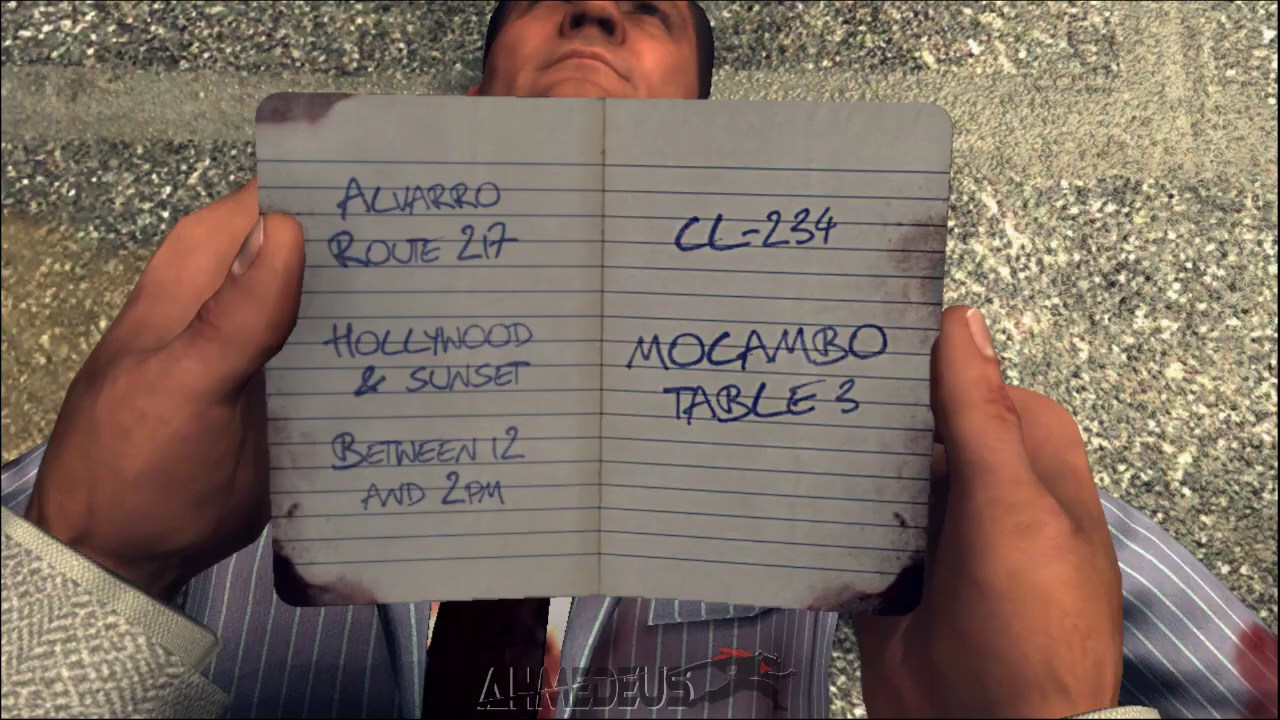 ALVARRO
ROUTE 217
HOLLYWOOD
& SUNSET
BETWEEN 12
AND 2PM
CL-234
MOCAMBO
TABLE 3
AHMEDEUS